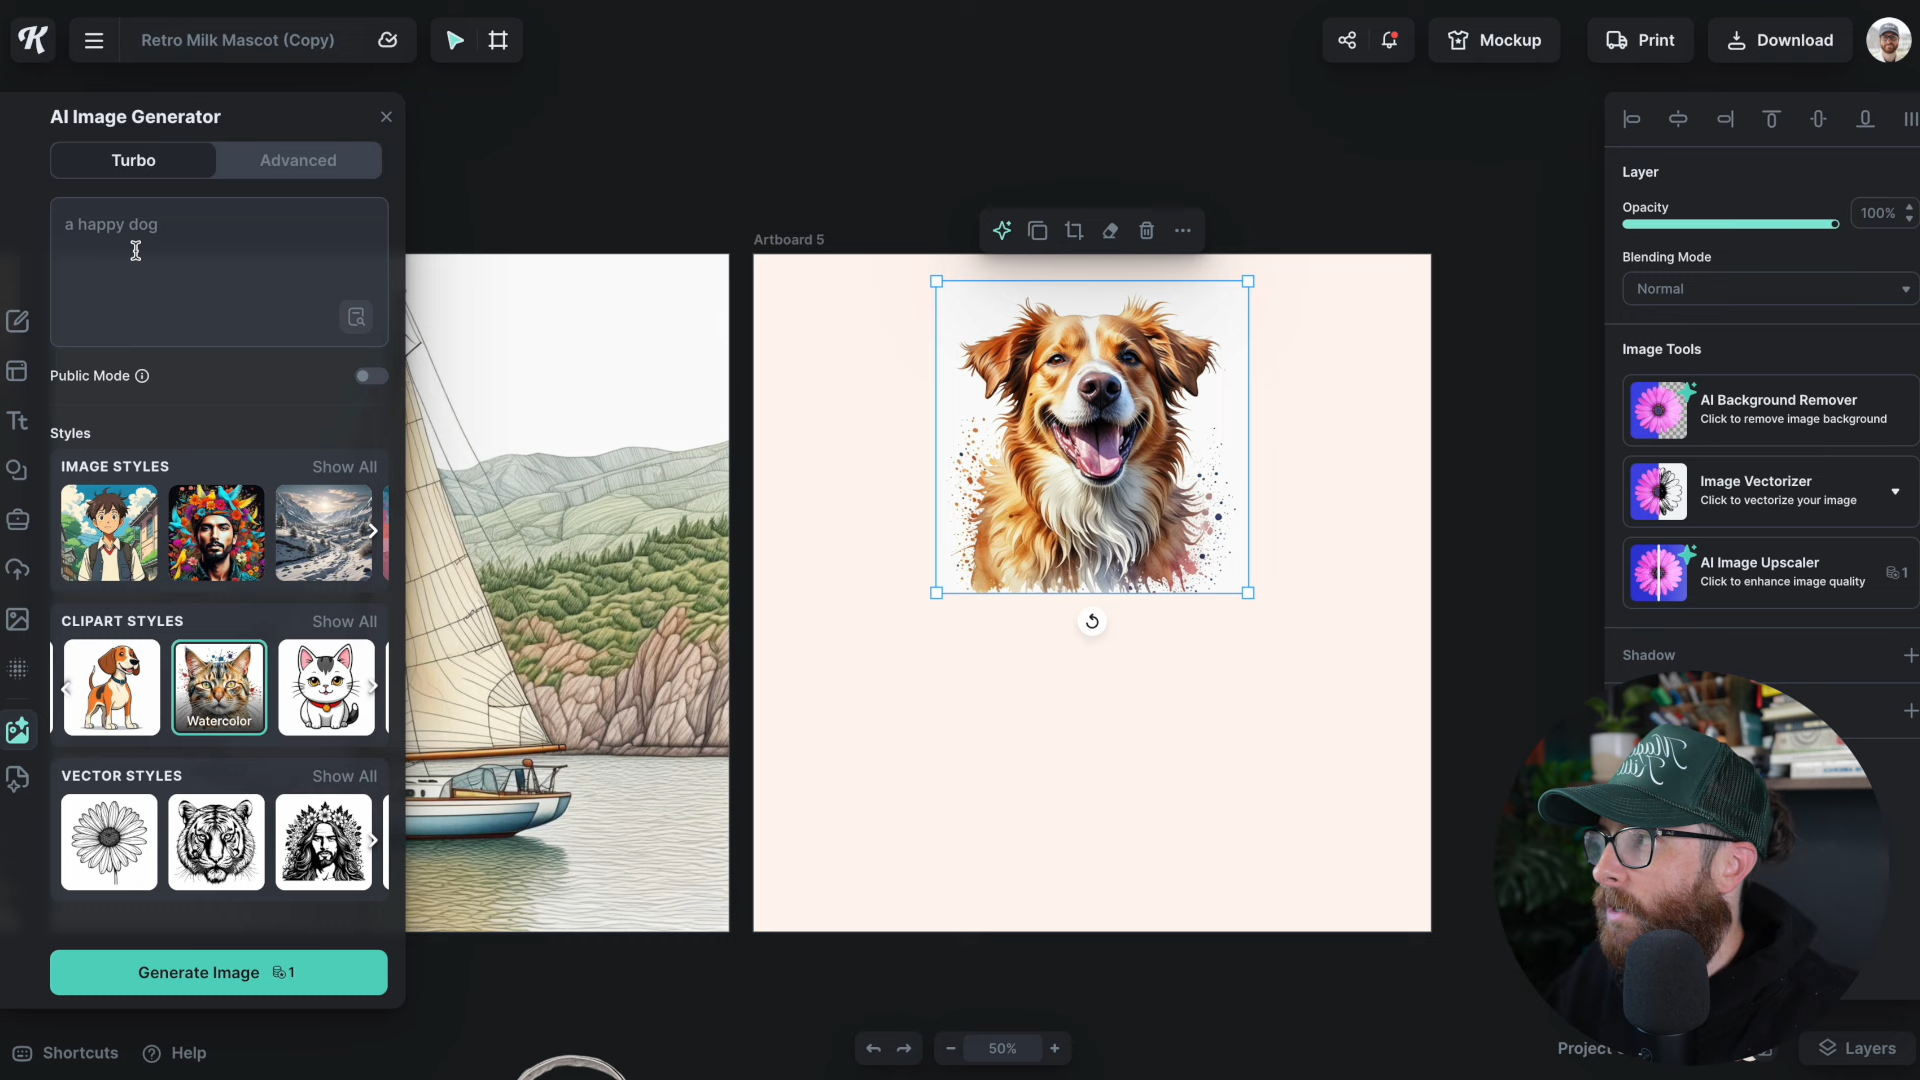 K
Retro Milk Mascot (Copy)
Mockup
Print
Download
AI Image Generator
Turbo
Advanced
a happy dog
Public Mode
Styles
IMAGE STYLES
Show All
CLIPART STYLES
Show All
Watercolor
VECTOR STYLES
Show All
Generate Image
1
Artboard 5
Layer
Opacity
100%
Blending Mode
Normal
Image Tools
AI Background Remover
Click to remove image background
Image Vectorizer
Click to vectorize your image
AI Image Upscaler
Click to enhance image quality
1
Shadow
Shortcuts
Help
50%
Project
Layers